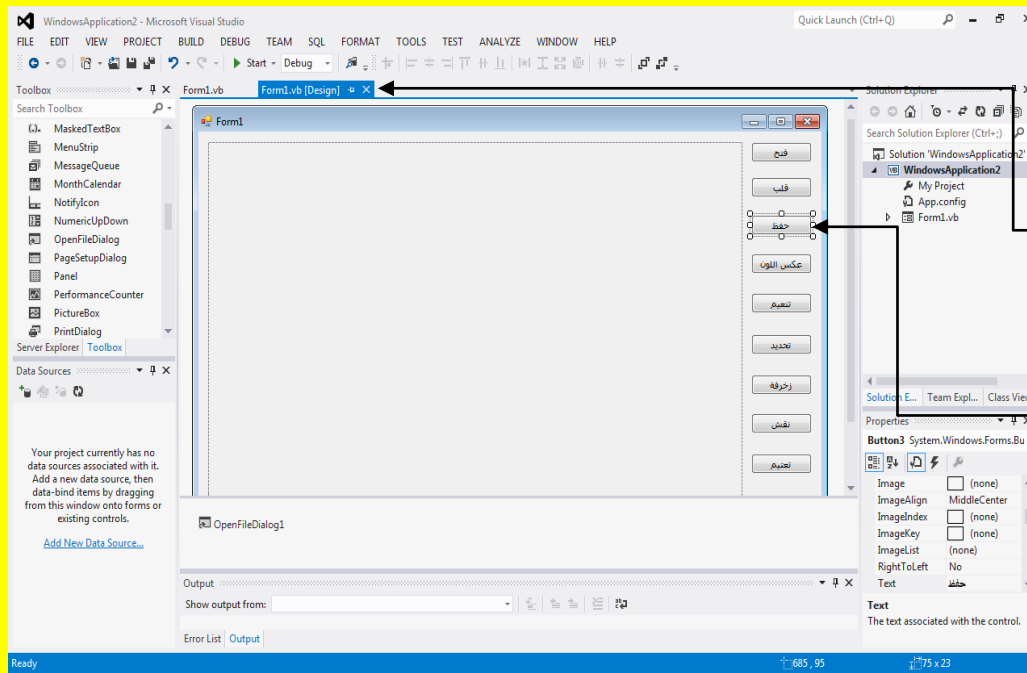 WindowsApplication2 - Microsoft Visual Studio
Quick Launch (Ctrl+Q)
FILE EDIT VIEW PROJECT BUILD DEBUG TEAM SQL FORMAT TOOLS TEST ANALYZE WINDOW HELP
Start Debug
Toolbox
Search Toolbox
MaskedTextBox
MenuStrip
MessageQueue
MonthCalendar
NotifyIcon
NumericUpDown
OpenFileDialog
PageSetupDialog
Panel
PerformanceCounter
PictureBox
PrintDialog
Server Explorer Toolbox
Data Sources
Your project currently has no
data sources associated with it.
Add a new data source, then
data-bind items by dragging
from this window onto forms or
existing controls.
Add New Data Source...
Form1.vb Form1.vb [Design]
Form1
فتح
قلب
حفظ
عكس اللون
تنعيم
تحديد
زخرفة
نقش
تعتيم
OpenFileDialog1
Output
Show output from:
Error List Output
Solution Explorer
Search Solution Explorer (Ctrl+;)
Solution 'WindowsApplication2'
WindowsApplication2
My Project
App.config
Form1.vb
Solution E... Team Expl... Class View
Properties
Button3 System.Windows.Forms.Bu
Image (none)
ImageAlign MiddleCenter
ImageIndex (none)
ImageKey (none)
ImageList (none)
RightToLeft No
Text حفظ
Text
The text associated with the control.
Ready 685 , 95 75 x 23